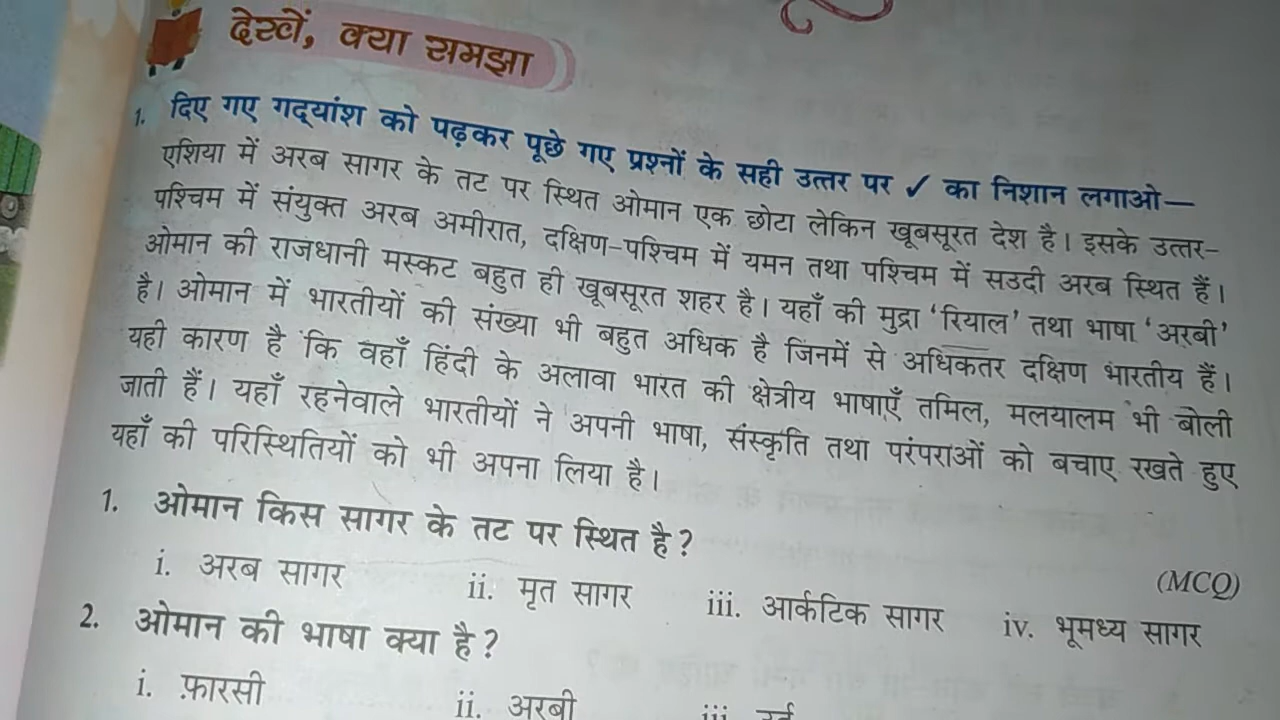 देखें, क्या समझा
1. दिए गए गद्यांश को पढ़कर पूछे गए प्रश्नों के सही उत्तर पर ✓ का निशान लगाओ—
एशिया में अरब सागर के तट पर स्थित ओमान एक छोटा लेकिन खूबसूरत देश है। इसके उत्तर-
पश्चिम में संयुक्त अरब अमीरात, दक्षिण-पश्चिम में यमन तथा पश्चिम में सउदी अरब स्थित हैं।
ओमान की राजधानी मस्कट बहुत ही खूबसूरत शहर है। यहाँ की मुद्रा 'रियाल' तथा भाषा 'अरबी'
है। ओमान में भारतीयों की संख्या भी बहुत अधिक है जिनमें से अधिकतर दक्षिण भारतीय हैं।
यही कारण है कि वहाँ हिंदी के अलावा भारत की क्षेत्रीय भाषाएँ तमिल, मलयालम भी बोली
जाती हैं। यहाँ रहनेवाले भारतीयों ने अपनी भाषा, संस्कृति तथा परंपराओं को बचाए रखते हुए
यहाँ की परिस्थितियों को भी अपना लिया है।
1. ओमान किस सागर के तट पर स्थित है?
(MCQ)
i. अरब सागर ii. मृत सागर iii. आर्कटिक सागर iv. भूमध्य सागर
2. ओमान की भाषा क्या है?
i. फ़ारसी ii. अरबी iii.